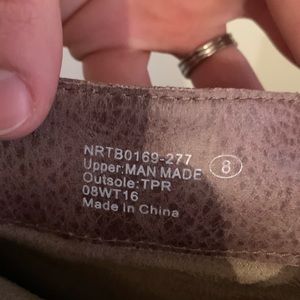 NRTB0169-277
Upper:MAN MADE 8
Outsole:TPR
08WT16
Made In China